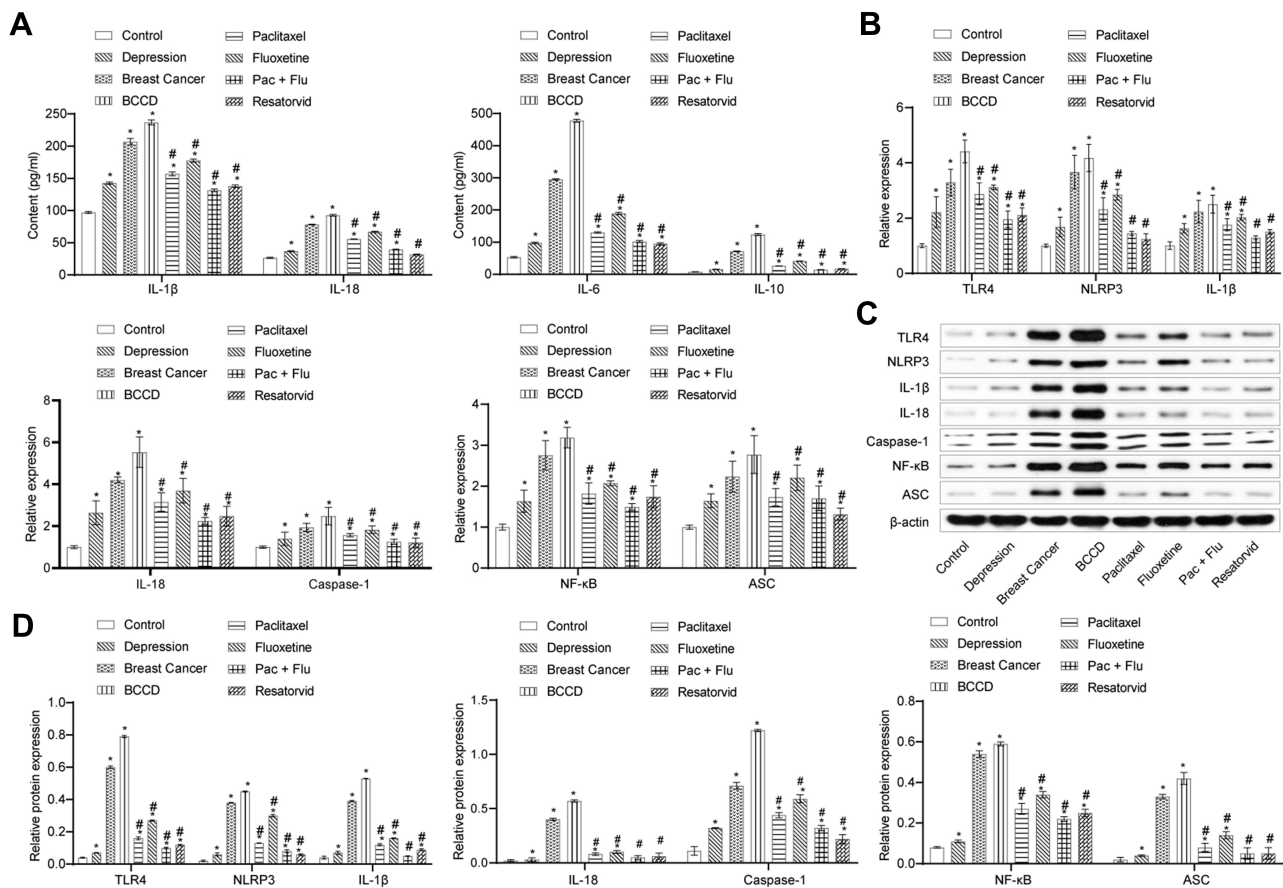 A
Control
Depression
Breast Cancer
BCCD
Paclitaxel
Fluoxetine
Pac + Flu
Resatorvid
Content (pg/ml)
250
200
150
100
50
0
IL-1β
IL-18
Control
Depression
Breast Cancer
BCCD
Paclitaxel
Fluoxetine
Pac + Flu
Resatorvid
Content (pg/ml)
500
400
300
200
100
0
IL-6
IL-10
B
Control
Depression
Breast Cancer
BCCD
Paclitaxel
Fluoxetine
Pac + Flu
Resatorvid
Relative expression
6
4
2
0
TLR4
NLRP3
IL-1β
Control
Depression
Breast Cancer
BCCD
Paclitaxel
Fluoxetine
Pac + Flu
Resatorvid
Relative expression
8
6
4
2
0
IL-18
Caspase-1
Control
Depression
Breast Cancer
BCCD
Paclitaxel
Fluoxetine
Pac + Flu
Resatorvid
Relative expression
4
3
2
1
0
NF-κB
ASC
C
TLR4
NLRP3
IL-1β
IL-18
Caspase-1
NF-κB
ASC
β-actin
Control
Depression
Breast Cancer
BCCD
Paclitaxel
Fluoxetine
Pac + Flu
Resatorvid
D
Control
Depression
Breast Cancer
BCCD
Paclitaxel
Fluoxetine
Pac + Flu
Resatorvid
Relative protein expression
1.0
0.8
0.6
0.4
0.2
0.0
TLR4
NLRP3
IL-1β
Control
Depression
Breast Cancer
BCCD
Paclitaxel
Fluoxetine
Pac + Flu
Resatorvid
Relative protein expression
1.5
1.0
0.5
0.0
IL-18
Caspase-1
Control
Depression
Breast Cancer
BCCD
Paclitaxel
Fluoxetine
Pac + Flu
Resatorvid
Relative protein expression
0.8
0.6
0.4
0.2
0.0
NF-κB
ASC